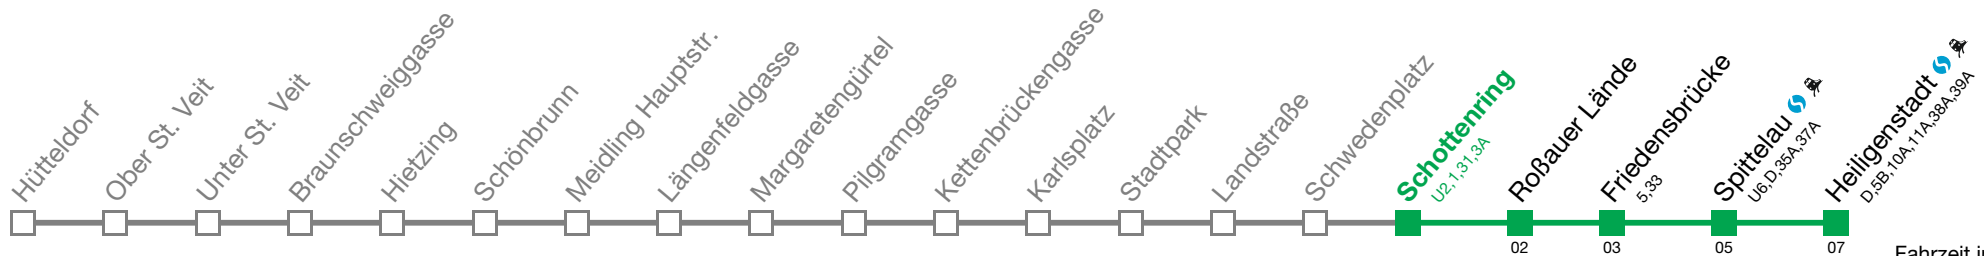 Hütteldorf
Ober St. Veit
Unter St. Veit
Braunschweiggasse
Hietzing
Schönbrunn
Meidling Hauptstr.
Längenfeldgasse
Margaretengürtel
Pilgramgasse
Kettenbrückengasse
Karlsplatz
Stadtpark
Landstraße
Schwedenplatz
Schottenring
U2,1,31,3A
Roßauer Lände
02
Friedensbrücke
5,33
03
Spittelau
U6,D,35A,37A
05
Heiligenstadt
D,5B,10A,11A,38A,39A
07
Fahrzeit